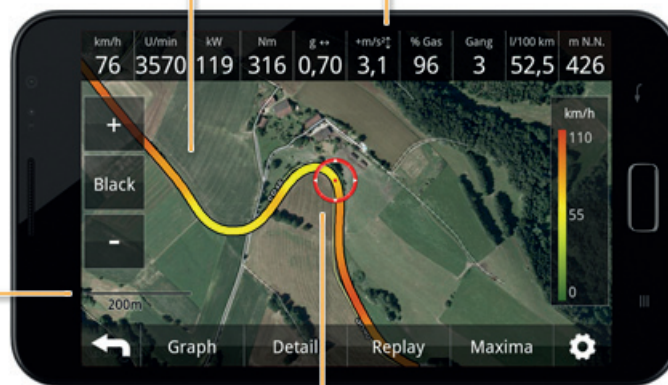 km/h U/min kW Nm g ↔ +m/s²↕ % Gas Gang l/100 km m N.N.
76 3570 119 316 0,70 3,1 96 3 52,5 426
+
km/h
110
Black
55
-
0
200m
Graph Detail Replay Maxima